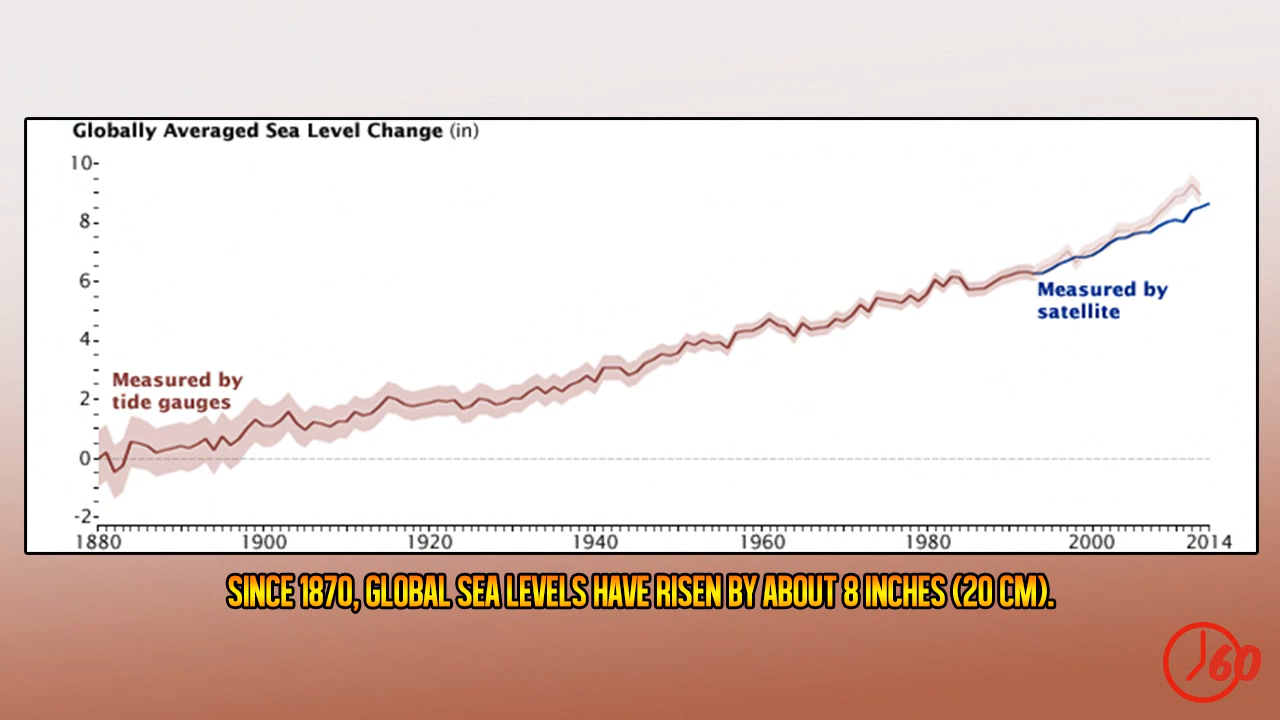 Globally Averaged Sea Level Change (in)
10-
8-
6-
4-
2-
0-
-2-
Measured by
tide gauges
Measured by
satellite
1880 1900 1920 1940 1960 1980 2000 2014
SINCE 1870, GLOBAL SEA LEVELS HAVE RISEN BY ABOUT 8 INCHES (20 CM).
60